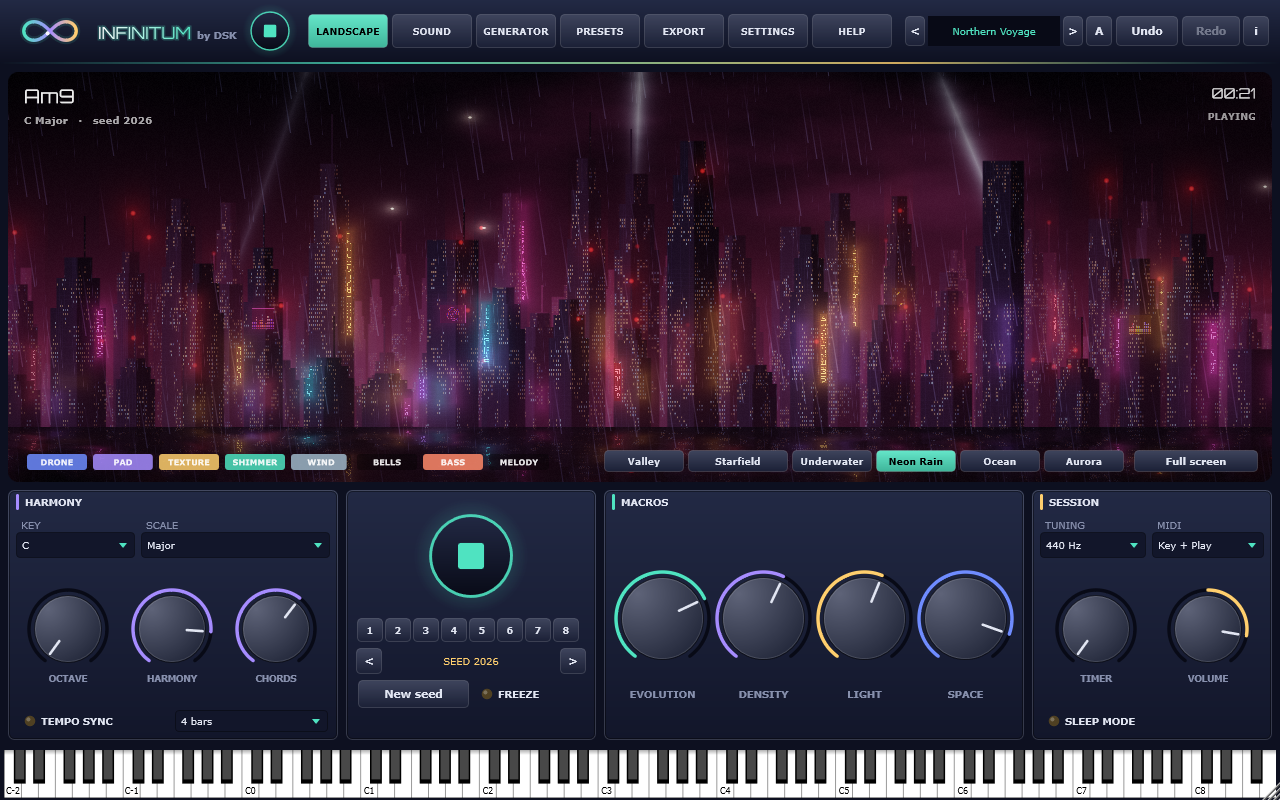 INFINITUM by DSK
LANDSCAPE
SOUND
GENERATOR
PRESETS
EXPORT
SETTINGS
HELP
<
Northern Voyage
>
A
Undo
Redo
i
Am9
C Major · seed 2026
00:21
PLAYING
DRONE
PAD
TEXTURE
SHIMMER
WIND
BELLS
BASS
MELODY
Valley
Starfield
Underwater
Neon Rain
Ocean
Aurora
Full screen
HARMONY
KEY
SCALE
C
Major
OCTAVE
HARMONY
CHORDS
TEMPO SYNC
4 bars
1 2 3 4 5 6 7 8
<
SEED 2026
>
New seed
FREEZE
MACROS
EVOLUTION
DENSITY
LIGHT
SPACE
SESSION
TUNING
MIDI
440 Hz
Key + Play
TIMER
VOLUME
SLEEP MODE
C-2 C-1 C0 C1 C2 C3 C4 C5 C6 C7 C8